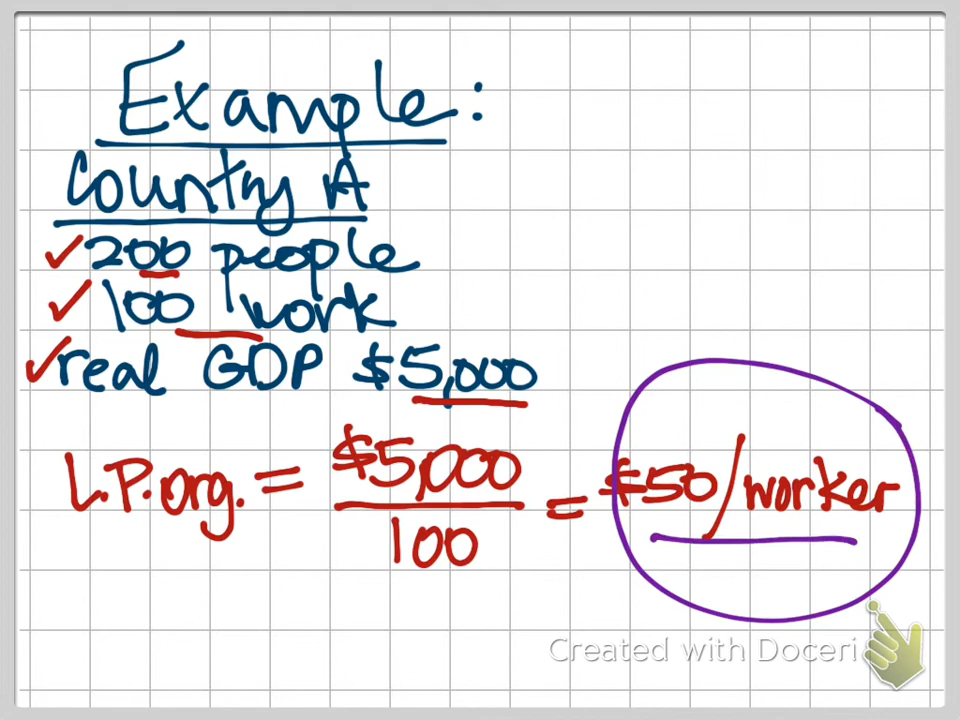 Example:
Country A
✓200 people
✓100 work
✓real GDP $5,000
L.P.org. = $5,000 / 100 = $50/worker
Created with Doceri